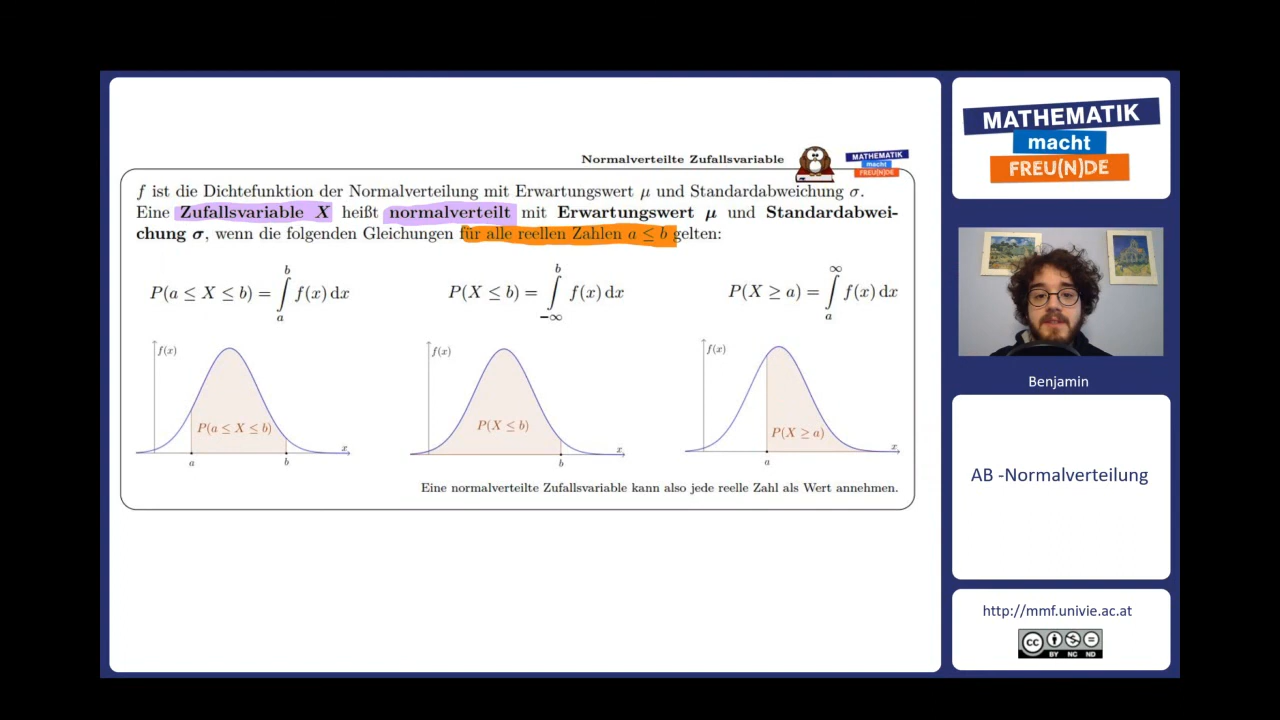 Normalverteilte Zufallsvariable
MATHEMATIK
macht
FREU(N)DE
f ist die Dichtefunktion der Normalverteilung mit Erwartungswert μ und Standardabweichung σ.
Eine Zufallsvariable X heißt normalverteilt mit Erwartungswert μ und Standardabwei-
chung σ, wenn die folgenden Gleichungen für alle reellen Zahlen a ≤ b gelten:
P(a ≤ X ≤ b) = ∫_a^b f(x) dx
P(X ≤ b) = ∫_{-∞}^b f(x) dx
P(X ≥ a) = ∫_a^∞ f(x) dx
f(x)
P(a ≤ X ≤ b)
a
b
x
f(x)
P(X ≤ b)
b
x
f(x)
P(X ≥ a)
a
x
Eine normalverteilte Zufallsvariable kann also jede reelle Zahl als Wert annehmen.
MATHEMATIK
macht
FREU(N)DE
Benjamin
AB -Normalverteilung
http://mmf.univie.ac.at
cc
BY NC ND